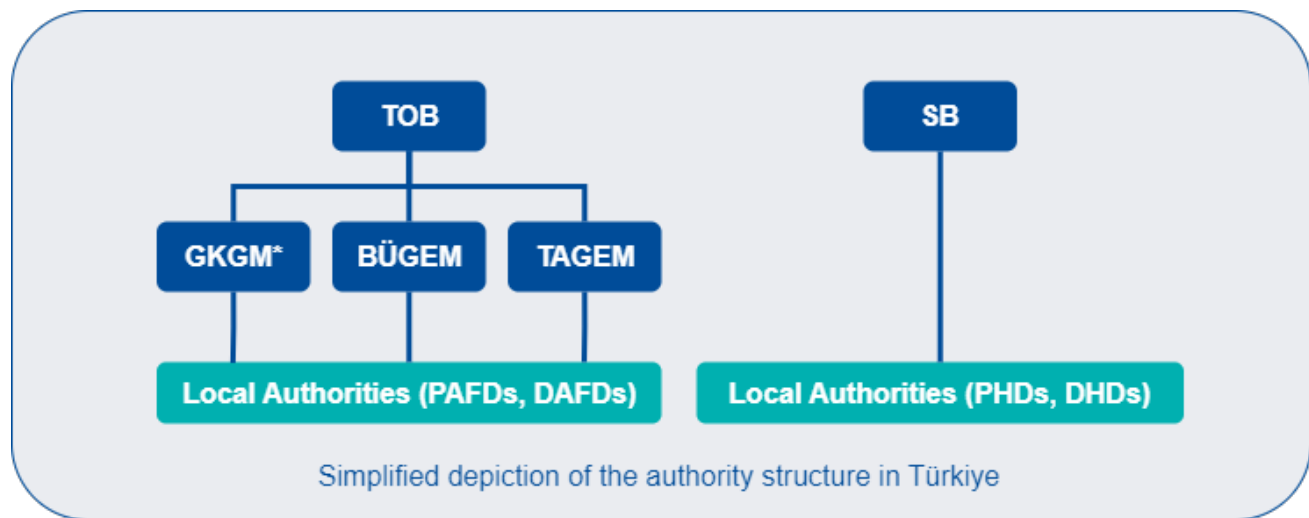 TOB
SB
GKGM*
BÜGEM
TAGEM
Local Authorities (PAFDs, DAFDs)
Local Authorities (PHDs, DHDs)
Simplified depiction of the authority structure in Türkiye